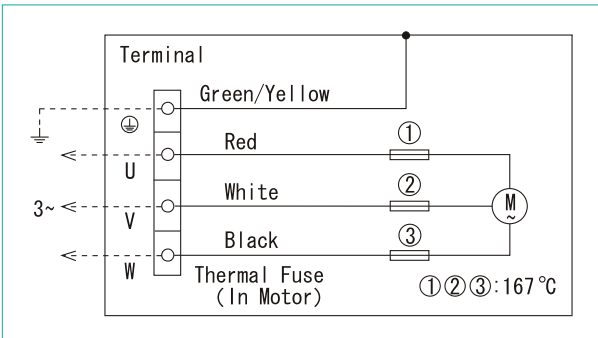 Terminal
Green/Yellow
Red
①
U
White
②
3~
V
M
~
Black
③
W
Thermal Fuse
(In Motor)
①②③:167℃